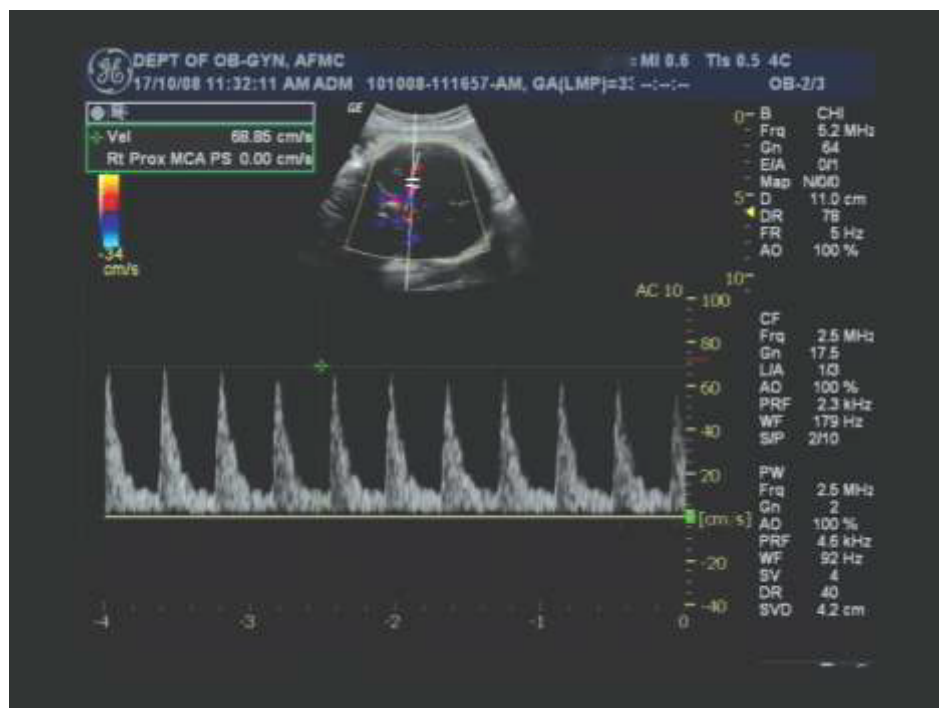 DEPT OF OB-GYN, AFMC
MI 0.6 TIs 0.5 4C
17/10/08 11:32:11 AM ADM 101008-111657-AM, GA(LMP)=33 --:--:--
OB-2/3
GE
Vel 68.85 cm/s
Rt Prox MCA PS 0.00 cm/s
-34
cm/s
0
5
10
B CHI
Frq 5.2 MHz
Gn 64
E/A 0/1
Map N/0/0
D 11.0 cm
DR 78
FR 5 Hz
AO 100 %
AC 10
100
80
60
40
20
[cm/s]
-20
-40
CF
Frq 2.5 MHz
Gn 17.5
L/A 1/3
AO 100 %
PRF 2.3 kHz
WF 179 Hz
S/P 2/10
PW
Frq 2.5 MHz
Gn 2
AO 100 %
PRF 4.6 kHz
WF 92 Hz
SV 4
DR 40
SVD 4.2 cm
-4 -3 -2 -1 0